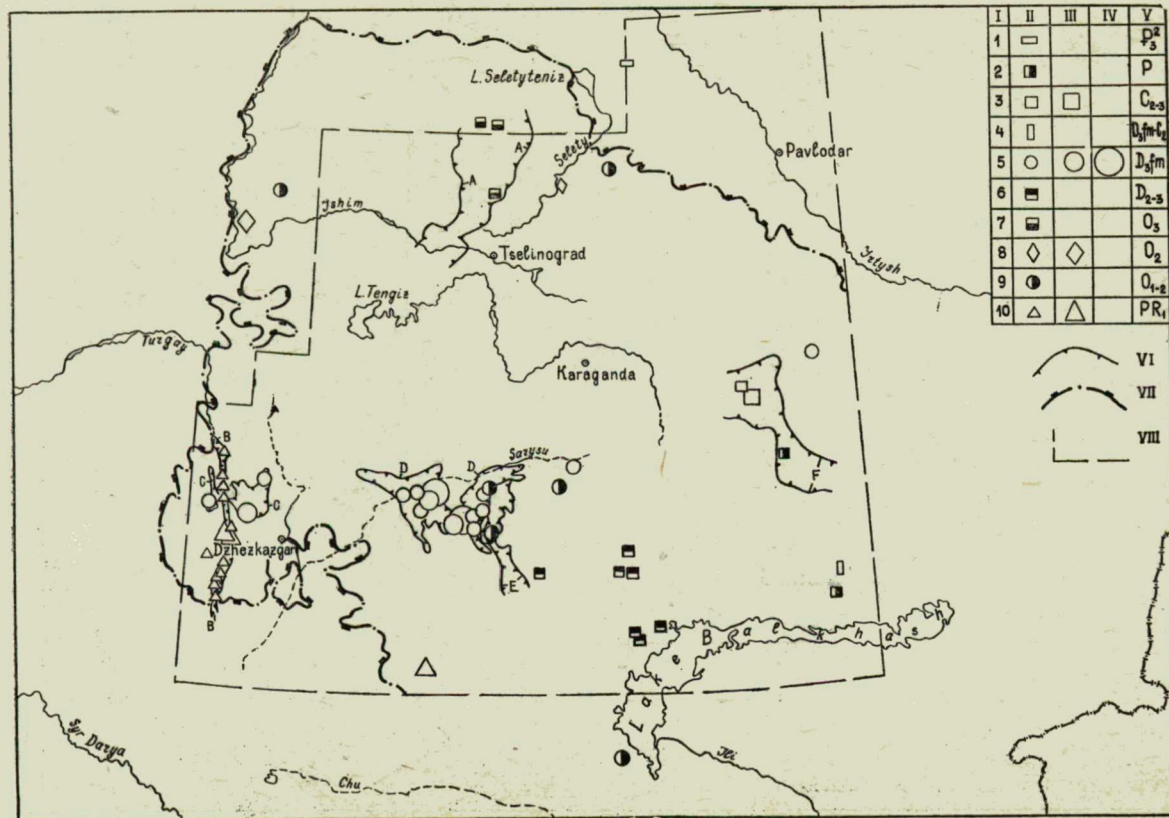 I II III IV V
1 P₃²
2 P
3 C₂₋₃
4 D₃fm-C₂
5 D₃fm
6 D₂₋₃
7 O₃
8 O₂
9 O₁₋₂
10 PR₁
VI
VII
VIII
L. Seletyteniz
A
A
Selety
Pavlodar
Irtysh
Ishim
Tselinograd
L. Tengiz
Turgay
Karaganda
A
B
C
C
Dzhezkazgan
B
D
D
Sarysu
E
F
Lake Balkhash
Ili
Syr Darya
Chu